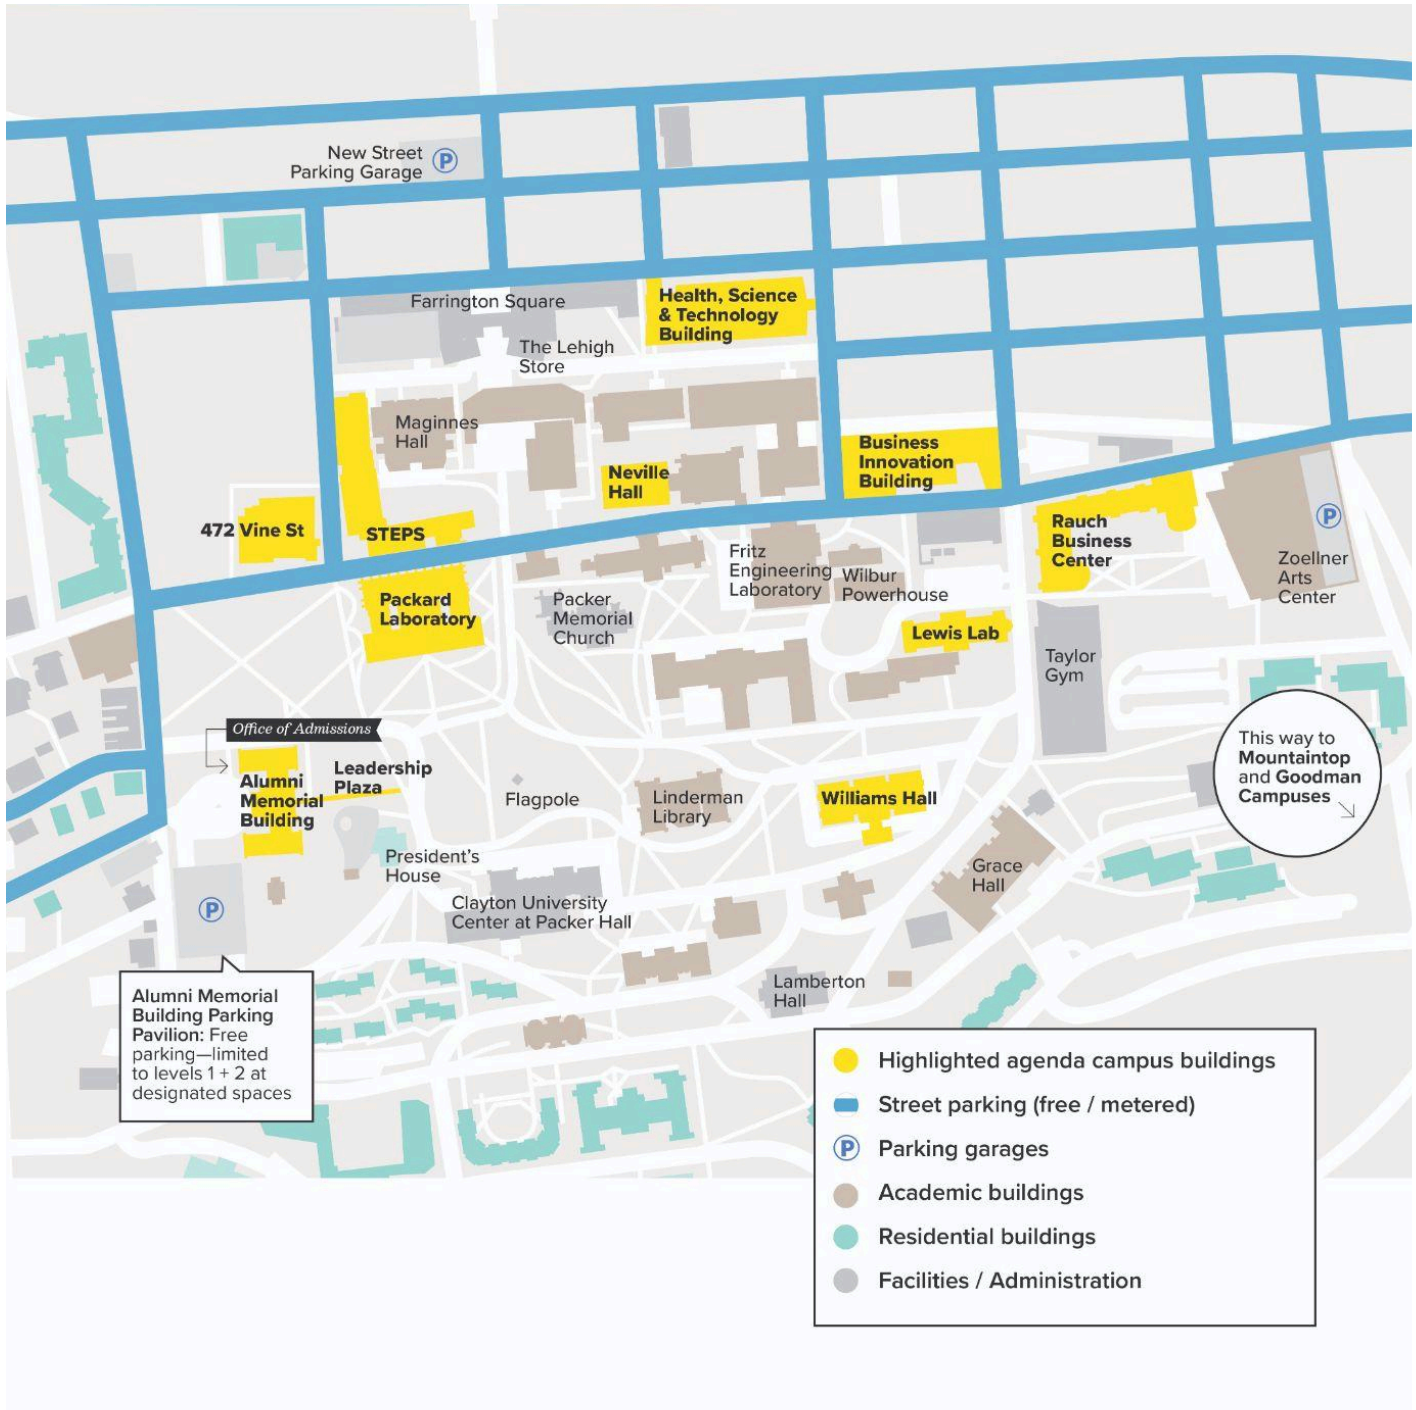 New Street
Parking Garage
P
Farrington Square
Health, Science
& Technology
Building
The Lehigh
Store
Maginnes
Hall
Business
Innovation
Building
Neville
Hall
472 Vine St
STEPS
Rauch
Business
Center
P
Zoellner
Arts
Center
Fritz
Engineering
Laboratory
Wilbur
Powerhouse
Packard
Laboratory
Packer
Memorial
Church
Lewis Lab
Taylor
Gym
Office of Admissions
This way to
Mountaintop
and Goodman
Campuses
Alumni
Memorial
Building
Leadership
Plaza
Flagpole
Linderman
Library
Williams Hall
President's
House
Grace
Hall
Clayton University
Center at Packer Hall
P
Lamberton
Hall
Alumni Memorial
Building Parking
Pavilion: Free
parking—limited
to levels 1 + 2 at
designated spaces
Highlighted agenda campus buildings
Street parking (free / metered)
P Parking garages
Academic buildings
Residential buildings
Facilities / Administration